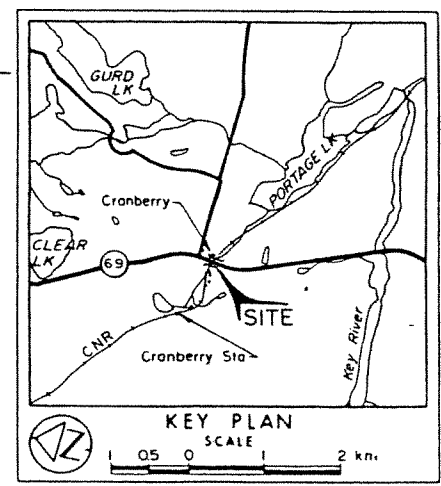 GURD
LK
PORTAGE LK
Cranberry
CLEAR
LK
69
SITE
CNR
Cranberry Sta
Key River
KEY PLAN
SCALE
Z
1 0.5 0 1 2 km